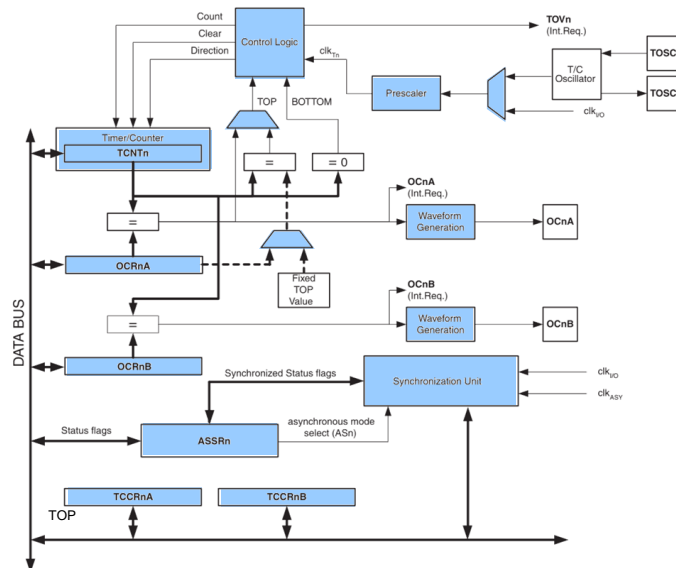 Count
Clear
Direction
Control Logic
TOVn
(Int.Req.)
clkTn
TOSC
T/C
Oscillator
TOSC
Prescaler
clkI/O
TOP
BOTTOM
Timer/Counter
TCNTn
=
= 0
=
OCnA
(Int.Req.)
Waveform
Generation
OCnA
OCRnA
Fixed
TOP
Value
OCnB
(Int.Req.)
=
Waveform
Generation
OCnB
DATA BUS
OCRnB
Synchronized Status flags
Synchronization Unit
clkI/O
clkASY
Status flags
ASSRn
asynchronous mode
select (ASn)
TCCRnA
TCCRnB
TOP